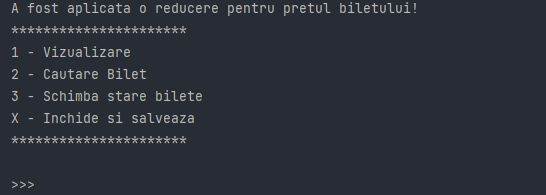 A fost aplicata o reducere pentru pretul biletului!
**********************
1 - Vizualizare
2 - Cautare Bilet
3 - Schimba stare bilete
X - Inchide si salveaza
**********************
>>>